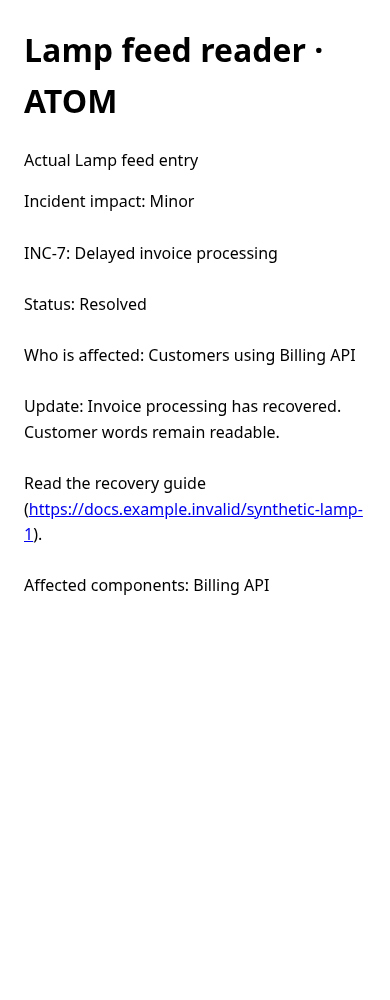 Lamp feed reader ·
ATOM
Actual Lamp feed entry
Incident impact: Minor
INC-7: Delayed invoice processing
Status: Resolved
Who is affected: Customers using Billing API
Update: Invoice processing has recovered.
Customer words remain readable.
Read the recovery guide
(https://docs.example.invalid/synthetic-lamp-
1).
Affected components: Billing API